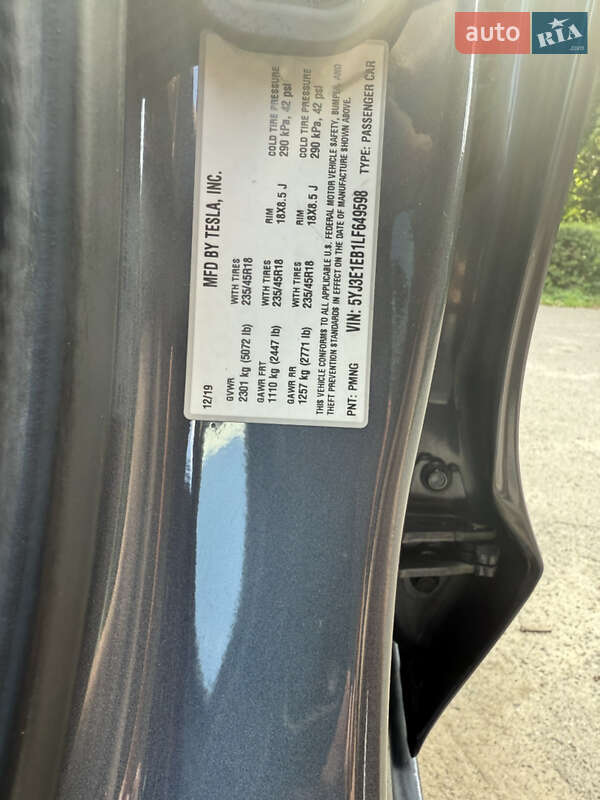 auto RIA.com
MFD BY TESLA, INC.
12/19
GVWR
2301 kg (5072 lb)
WITH TIRES
235/45R18
GAWR FRT
1110 kg (2447 lb)
WITH TIRES
235/45R18
RIM
18X8.5 J
COLD TIRE PRESSURE
290 kPa, 42 psi
GAWR RR
1257 kg (2771 lb)
WITH TIRES
235/45R18
RIM
18X8.5 J
COLD TIRE PRESSURE
290 kPa, 42 psi
THIS VEHICLE CONFORMS TO ALL APPLICABLE U.S. FEDERAL MOTOR VEHICLE SAFETY, BUMPER, AND
THEFT PREVENTION STANDARDS IN EFFECT ON THE DATE OF MANUFACTURE SHOWN ABOVE.
PNT: PMNG VIN: 5YJ3E1EB1LF649598 TYPE: PASSENGER CAR